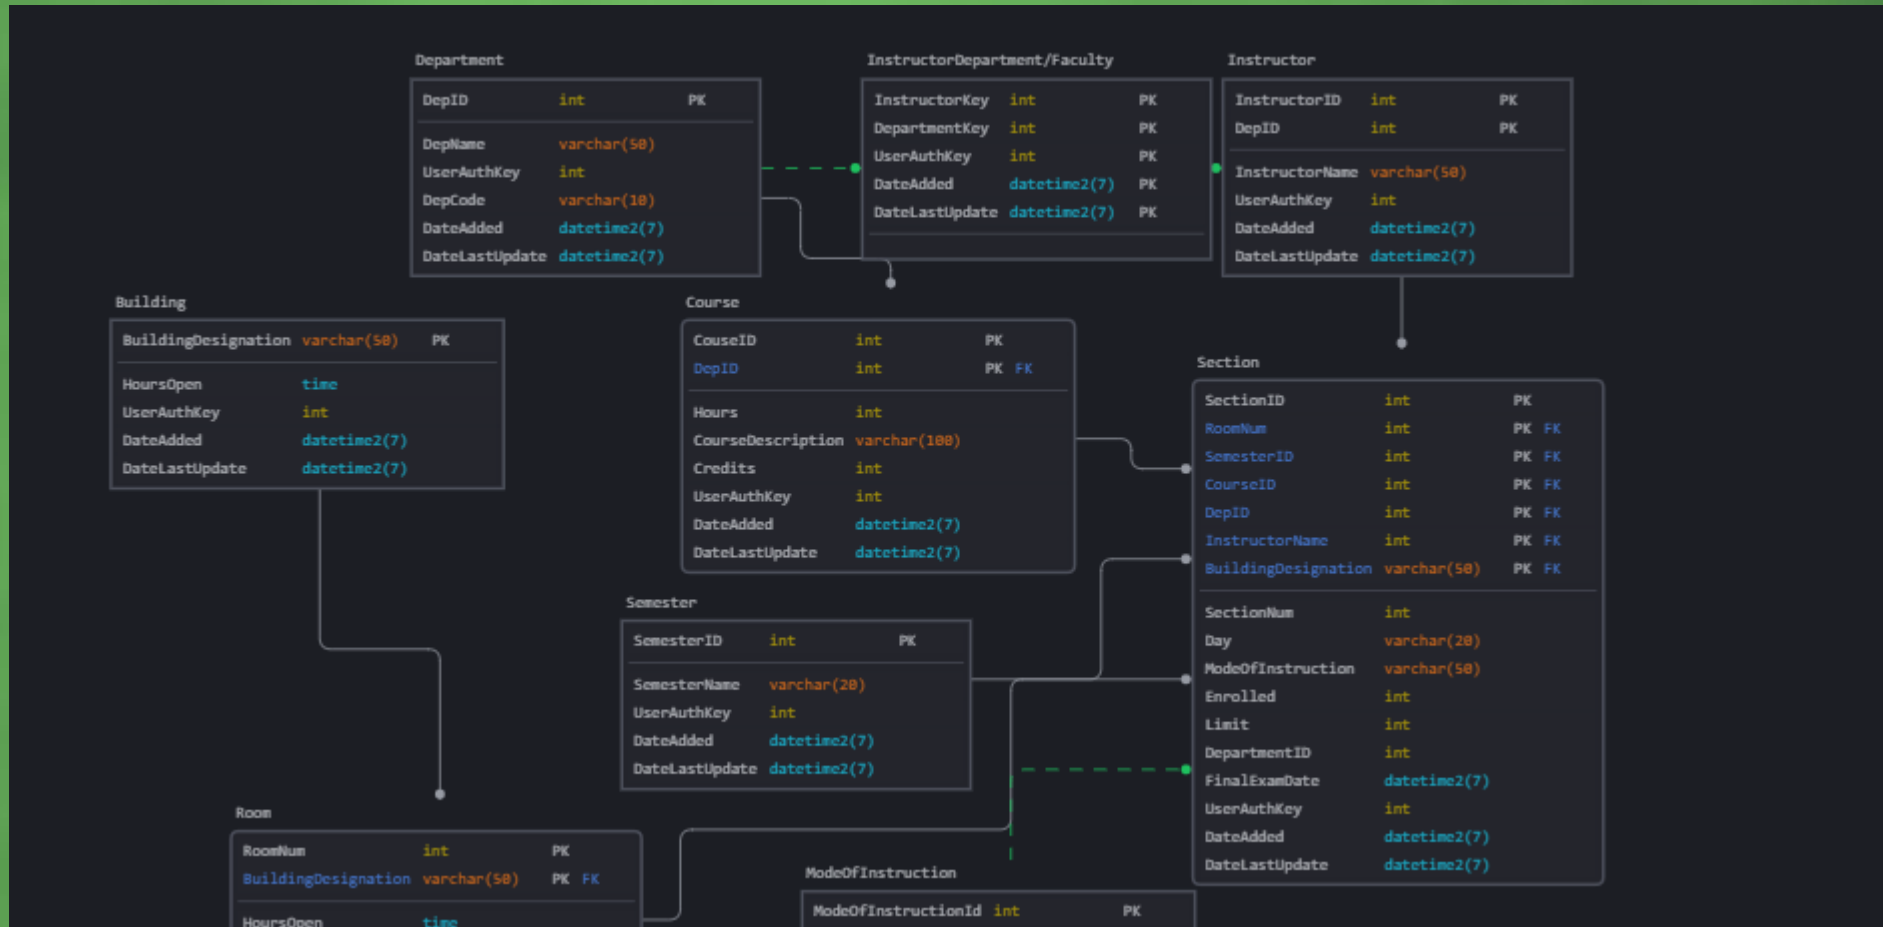 Department
DepID int PK
DepName varchar(50)
UserAuthKey int
DepCode varchar(10)
DateAdded datetime2(7)
DateLastUpdate datetime2(7)
InstructorDepartment/Faculty
InstructorKey int PK
DepartmentKey int PK
UserAuthKey int PK
DateAdded datetime2(7) PK
DateLastUpdate datetime2(7) PK
Instructor
InstructorID int PK
DepID int PK
InstructorName varchar(50)
UserAuthKey int
DateAdded datetime2(7)
DateLastUpdate datetime2(7)
Building
BuildingDesignation varchar(50) PK
HoursOpen time
UserAuthKey int
DateAdded datetime2(7)
DateLastUpdate datetime2(7)
Course
CouseID int PK
DepID int PK FK
Hours int
CourseDescription varchar(100)
Credits int
UserAuthKey int
DateAdded datetime2(7)
DateLastUpdate datetime2(7)
Section
SectionID int PK
RoomNum int PK FK
SemesterID int PK FK
CourseID int PK FK
DepID int PK FK
InstructorName int PK FK
BuildingDesignation varchar(50) PK FK
SectionNum int
Day varchar(20)
ModeOfInstruction varchar(50)
Enrolled int
Limit int
DepartmentID int
FinalExamDate datetime2(7)
UserAuthKey int
DateAdded datetime2(7)
DateLastUpdate datetime2(7)
Semester
SemesterID int PK
SemesterName varchar(20)
UserAuthKey int
DateAdded datetime2(7)
DateLastUpdate datetime2(7)
Room
RoomNum int PK
BuildingDesignation varchar(50) PK FK
HoursOpen time
ModeOfInstruction
ModeOfInstructionId int PK